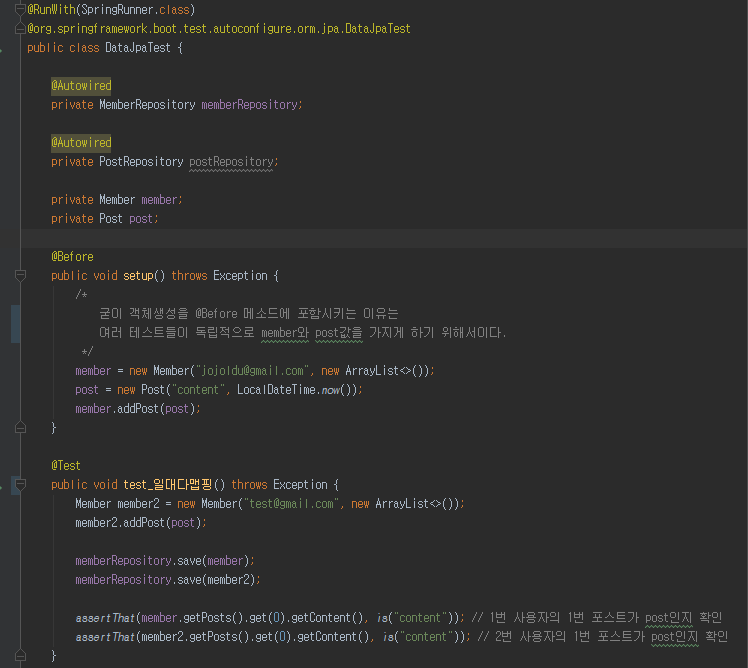 @RunWith(SpringRunner.class)
@org.springframework.boot.test.autoconfigure.orm.jpa.DataJpaTest
public class DataJpaTest {
@Autowired
private MemberRepository memberRepository;
@Autowired
private PostRepository postRepository;
private Member member;
private Post post;
@Before
public void setup() throws Exception {
/*
굳이 객체생성을 @Before 메소드에 포함시키는 이유는
여러 테스트들이 독립적으로 member와 post값을 가지게 하기 위해서이다.
*/
member = new Member("jojoldu@gmail.com", new ArrayList<>());
post = new Post("content", LocalDateTime.now());
member.addPost(post);
}
@Test
public void test_일대다맵핑() throws Exception {
Member member2 = new Member("test@gmail.com", new ArrayList<>());
member2.addPost(post);
memberRepository.save(member);
memberRepository.save(member2);
assertThat(member.getPosts().get(0).getContent(), is("content")); // 1번 사용자의 1번 포스트가 post인지 확인
assertThat(member2.getPosts().get(0).getContent(), is("content")); // 2번 사용자의 1번 포스트가 post인지 확인
}